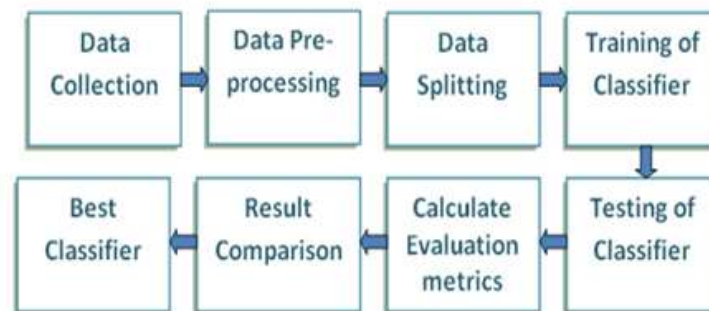 Data
Collection
Data Pre-
processing
Data
Splitting
Training of
Classifier
Testing of
Classifier
Calculate
Evaluation
metrics
Result
Comparison
Best
Classifier